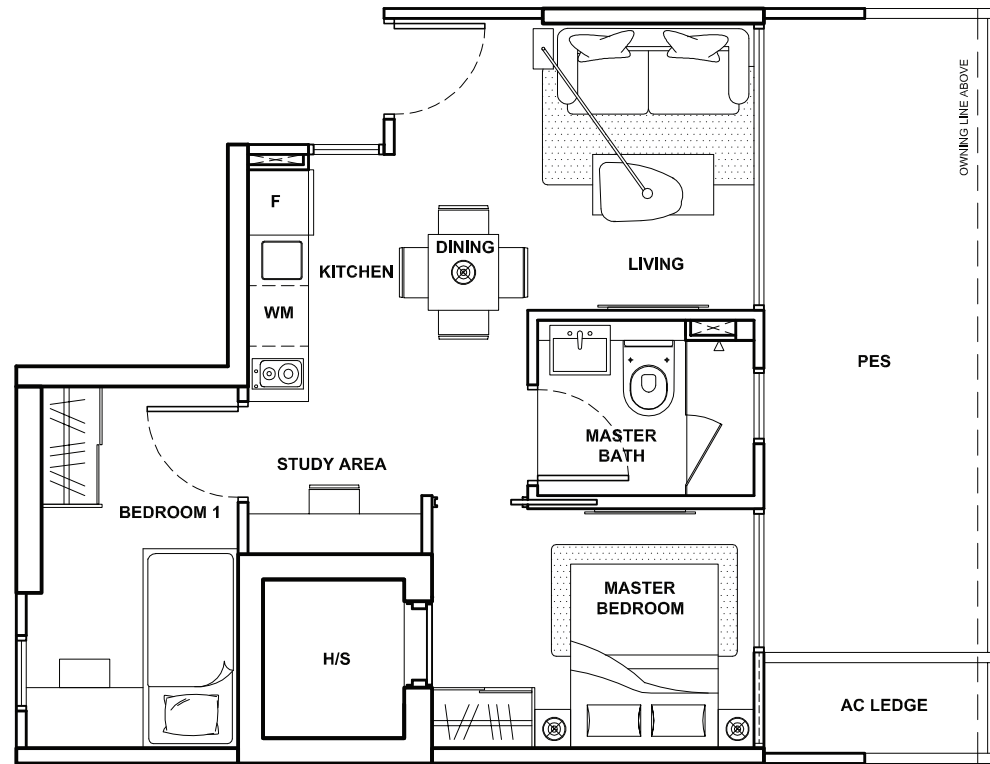 OWNING LINE ABOVE
F
DINING
KITCHEN
LIVING
WM
PES
MASTER
BATH
STUDY AREA
BEDROOM 1
MASTER
BEDROOM
H/S
AC LEDGE